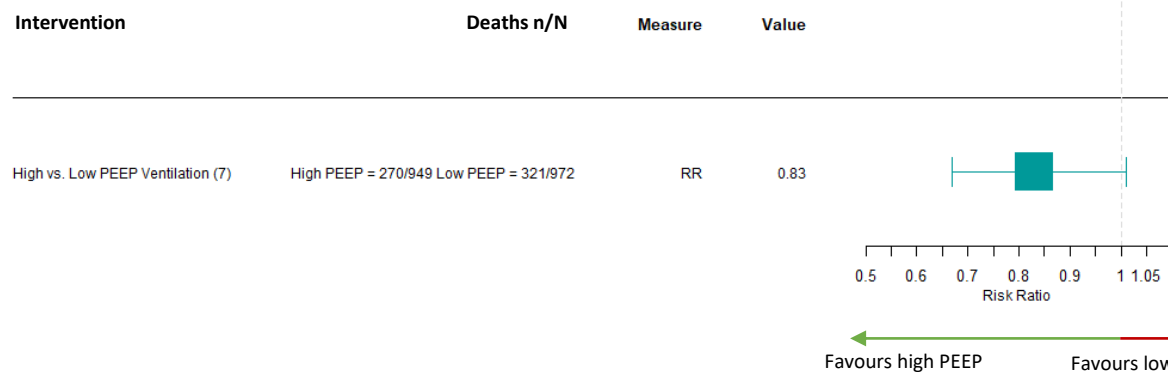 Intervention Deaths n/N Measure Value
High vs. Low PEEP Ventilation (7) High PEEP = 270/949 Low PEEP = 321/972 RR 0.83
0.5 0.6 0.7 0.8 0.9 1 1.05
Risk Ratio
Favours high PEEP Favours low